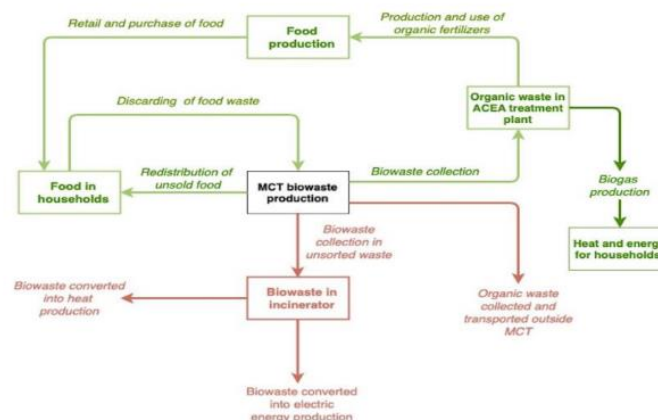 Retail and purchase of food
Food
production
Production and use of
organic fertilizers
Discarding of food waste
Organic waste in
ACEA treatment
plant
Food in
households
Redistribution of
unsold food
MCT biowaste
production
Biowaste collection
Biogas
production
Heat and energy
for households
Biowaste
collection in
unsorted waste
Biowaste converted
into heat
production
Biowaste in
incinerator
Organic waste
collected and
transported outside
MCT
Biowaste converted
into electric
energy production